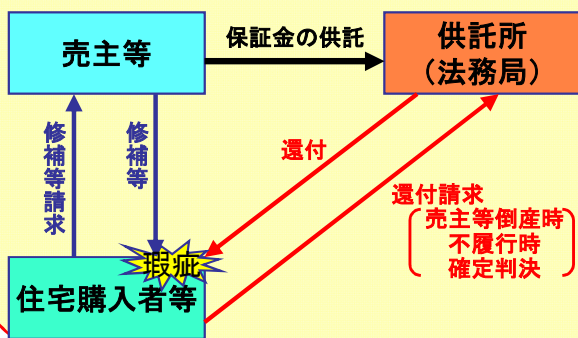 売主等
保証金の供託
供託所
（法務局）
修補等請求
修補等
還付
還付請求
売主等倒産時
不履行時
確定判決
瑕疵
住宅購入者等